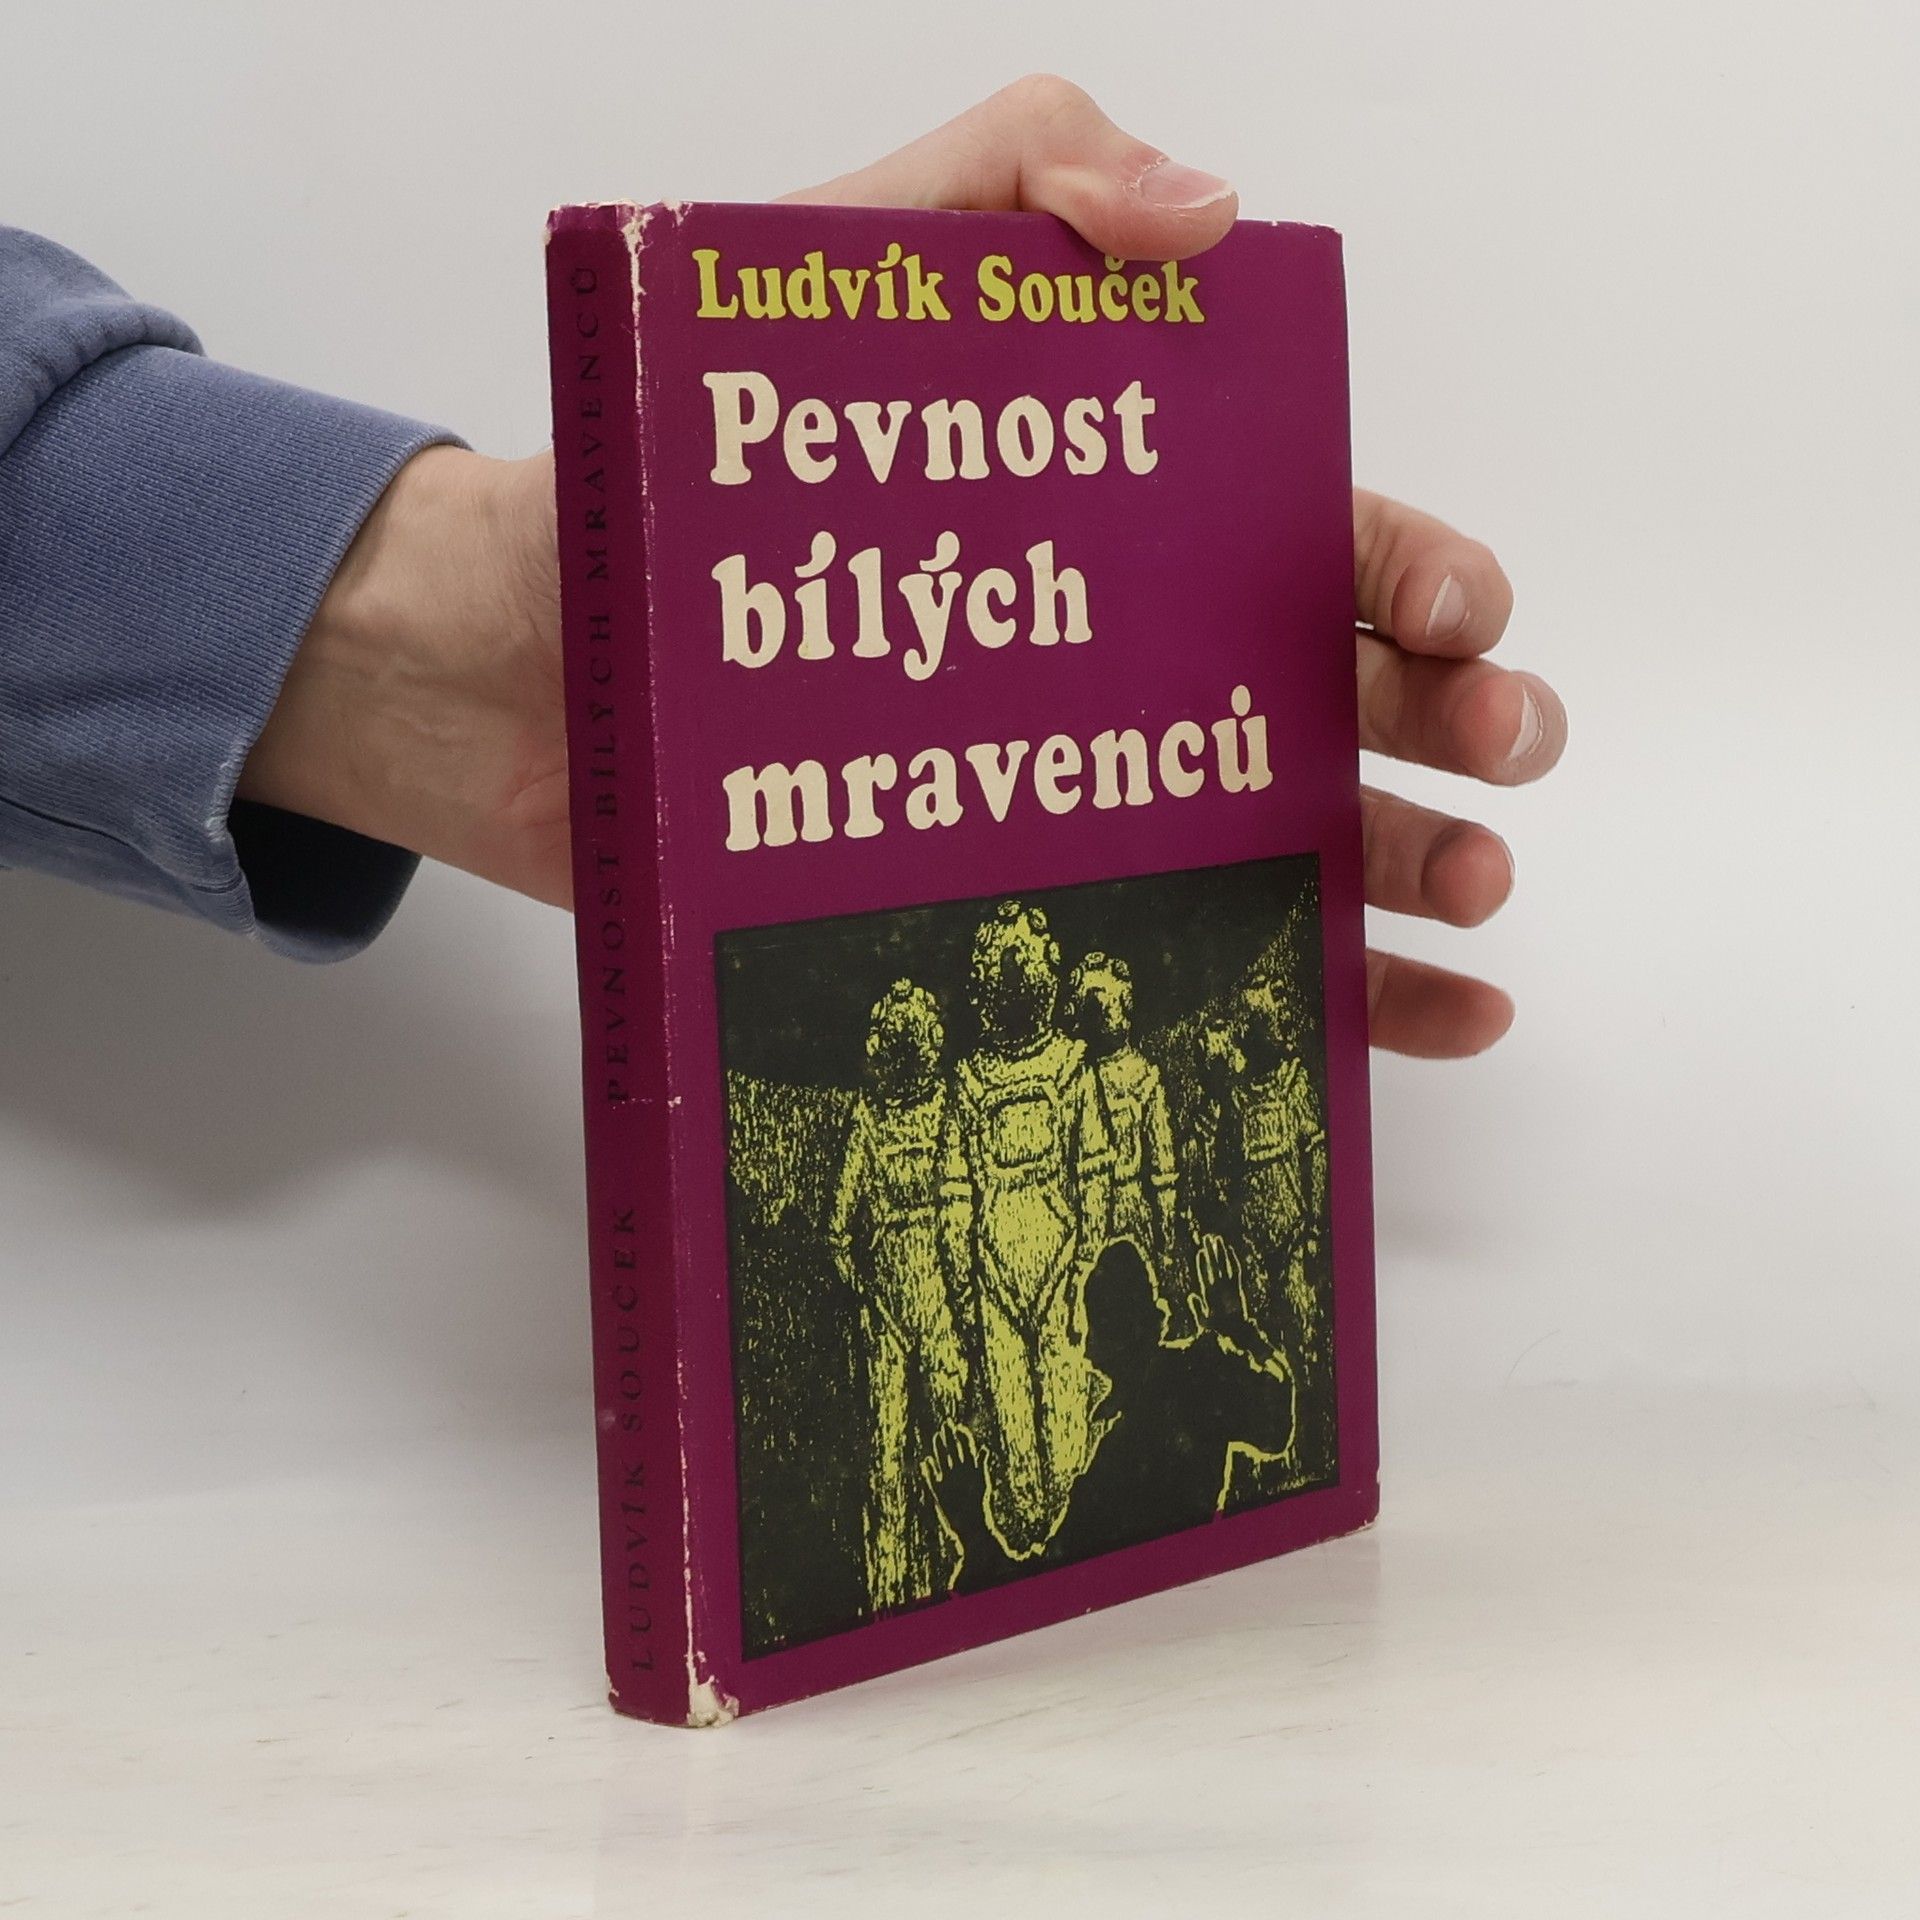 Ludvík Souček
Pevnost
bílých
mravenců
LUDVÍK SOUČEK PEVNOST BÍLÝCH MRAVENCŮ